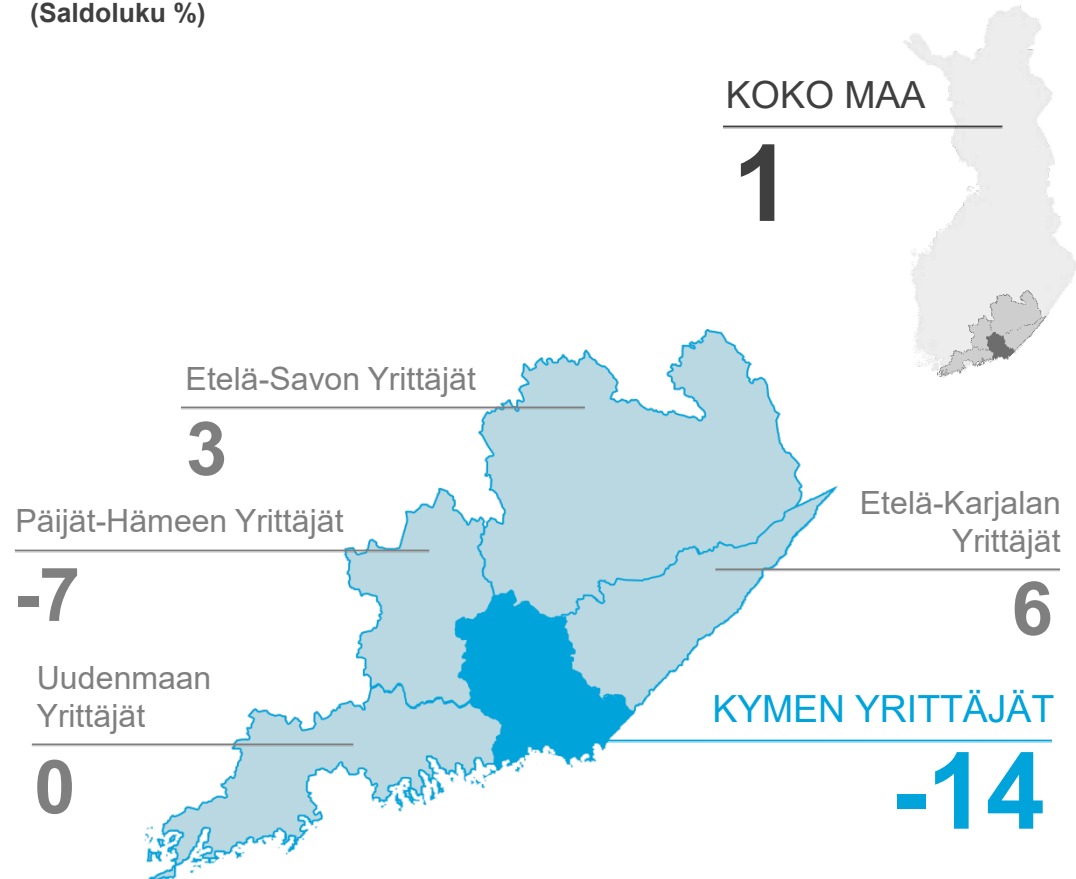 (Saldoluku %)
KOKO MAA
1
Etelä-Savon Yrittäjät
3
Päijät-Hämeen Yrittäjät
-7
Etelä-Karjalan
Yrittäjät
6
Uudenmaan
Yrittäjät
0
KYMEN YRITTÄJÄT
-14